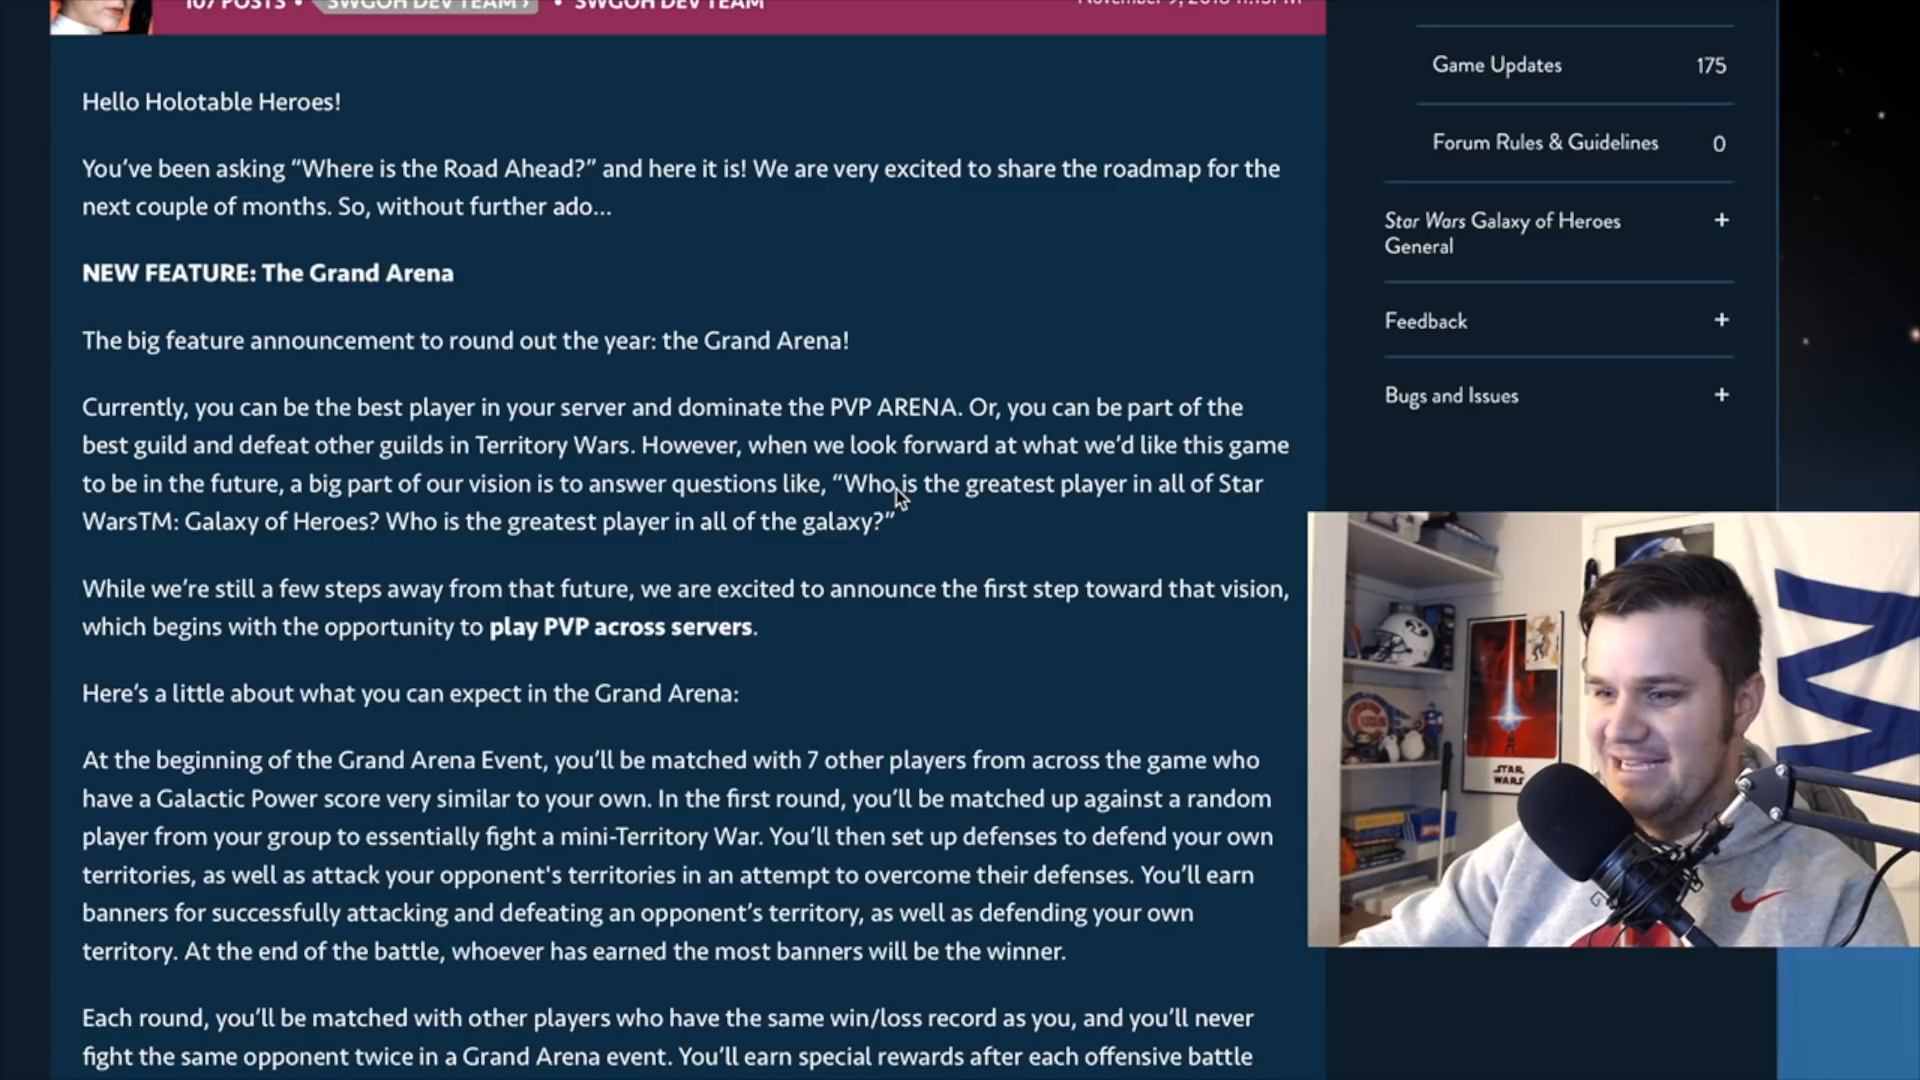 107 POSTS • SWGOH DEV TEAM › • SWGOH DEV TEAM
Hello Holotable Heroes!
You've been asking “Where is the Road Ahead?” and here it is! We are very excited to share the roadmap for the
next couple of months. So, without further ado...
NEW FEATURE: The Grand Arena
The big feature announcement to round out the year: the Grand Arena!
Currently, you can be the best player in your server and dominate the PVP ARENA. Or, you can be part of the
best guild and defeat other guilds in Territory Wars. However, when we look forward at what we'd like this game
to be in the future, a big part of our vision is to answer questions like, “Who is the greatest player in all of Star
WarsTM: Galaxy of Heroes? Who is the greatest player in all of the galaxy?”
While we're still a few steps away from that future, we are excited to announce the first step toward that vision,
which begins with the opportunity to play PVP across servers.
Here's a little about what you can expect in the Grand Arena:
At the beginning of the Grand Arena Event, you'll be matched with 7 other players from across the game who
have a Galactic Power score very similar to your own. In the first round, you'll be matched up against a random
player from your group to essentially fight a mini-Territory War. You'll then set up defenses to defend your own
territories, as well as attack your opponent's territories in an attempt to overcome their defenses. You'll earn
banners for successfully attacking and defeating an opponent's territory, as well as defending your own
territory. At the end of the battle, whoever has earned the most banners will be the winner.
Each round, you'll be matched with other players who have the same win/loss record as you, and you'll never
fight the same opponent twice in a Grand Arena event. You'll earn special rewards after each offensive battle
Game Updates 175
Forum Rules & Guidelines 0
Star Wars Galaxy of Heroes +
General
Feedback +
Bugs and Issues +
STAR
WARS
CUBS
W